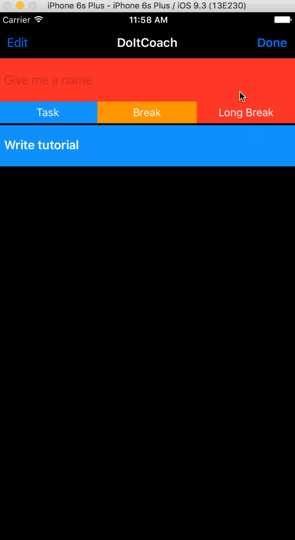 iPhone 6s Plus - iPhone 6s Plus / iOS 9.3 (13E230)
Carrier 11:58 AM
Edit DoItCoach Done
Give me a name
Task Break Long Break
Write tutorial